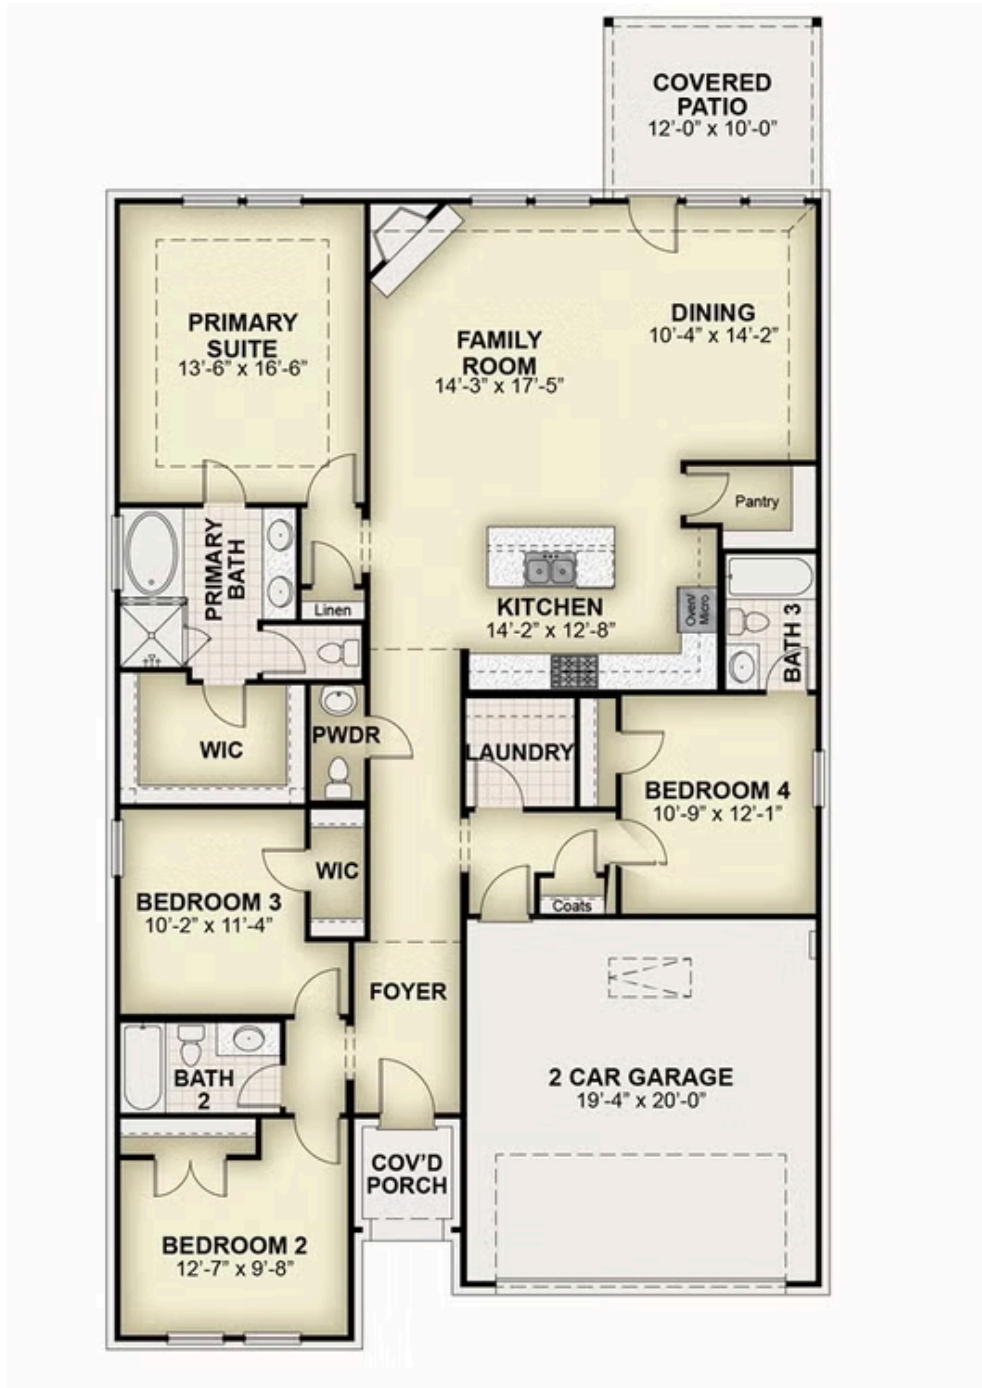 COVERED
PATIO
12'-0" x 10'-0"
PRIMARY
SUITE
13'-6" x 16'-6"
FAMILY
ROOM
14'-3" x 17'-5"
DINING
10'-4" x 14'-2"
Pantry
PRIMARY
BATH
Linen
KITCHEN
14'-2" x 12'-8"
Oven/
Micro
BATH 3
WIC
PWDR
LAUNDRY
BEDROOM 4
10'-9" x 12'-1"
WIC
BEDROOM 3
10'-2" x 11'-4"
Coats
FOYER
BATH
2
2 CAR GARAGE
19'-4" x 20'-0"
COV'D
PORCH
BEDROOM 2
12'-7" x 9'-8"